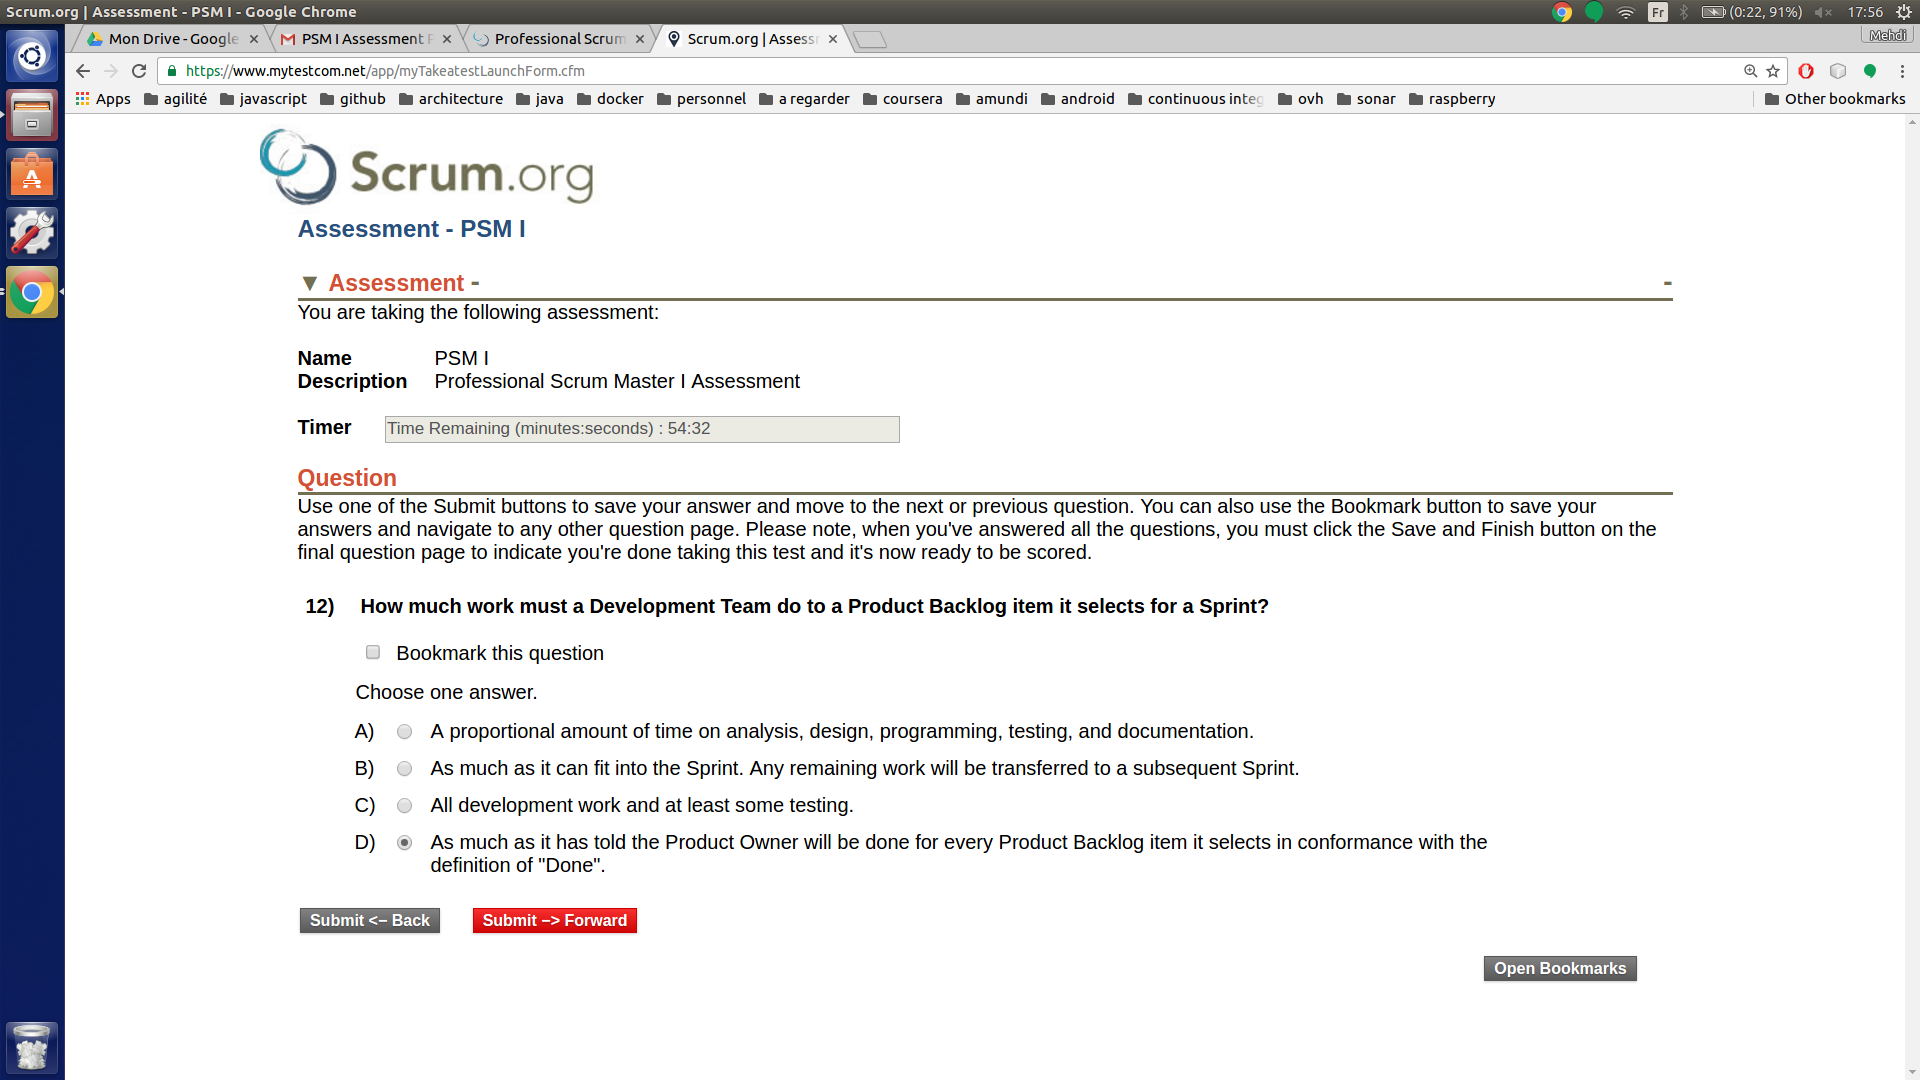 Scrum.org | Assessment - PSM I - Google Chrome
Fr
(0:22, 91%)
17:56
Mon Drive - Google
PSM I Assessment
Professional Scrum
Scrum.org | Assess
Mehdi
https://www.mytestcom.net/app/myTakeatestLaunchForm.cfm
Apps
agilité
javascript
github
architecture
java
docker
personnel
a regarder
coursera
amundi
android
continuous integ
ovh
sonar
raspberry
Other bookmarks
Scrum.org
Assessment - PSM I
▼ Assessment -
-
You are taking the following assessment:
Name PSM I
Description Professional Scrum Master I Assessment
Timer Time Remaining (minutes:seconds) : 54:32
Question
Use one of the Submit buttons to save your answer and move to the next or previous question. You can also use the Bookmark button to save your
answers and navigate to any other question page. Please note, when you've answered all the questions, you must click the Save and Finish button on the
final question page to indicate you're done taking this test and it's now ready to be scored.
12) How much work must a Development Team do to a Product Backlog item it selects for a Sprint?
Bookmark this question
Choose one answer.
A) A proportional amount of time on analysis, design, programming, testing, and documentation.
B) As much as it can fit into the Sprint. Any remaining work will be transferred to a subsequent Sprint.
C) All development work and at least some testing.
D) As much as it has told the Product Owner will be done for every Product Backlog item it selects in conformance with the
definition of "Done".
Submit <-- Back
Submit --> Forward
Open Bookmarks